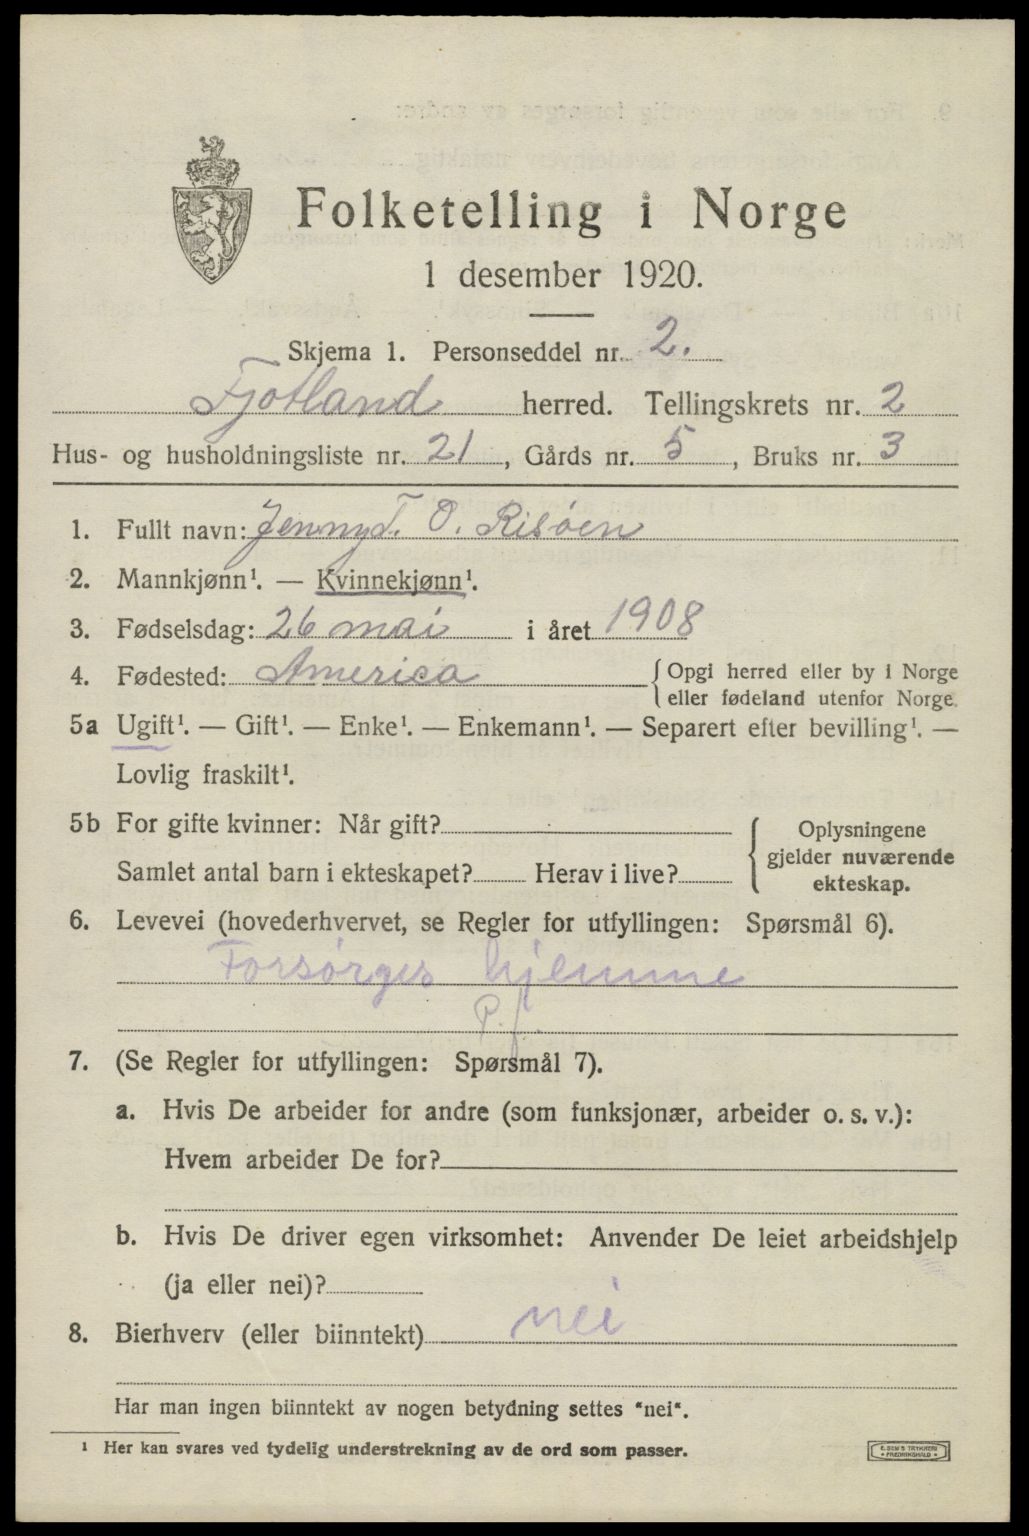 Folketelling i Norge
1 desember 1920.
Skjema 1. Personseddel nr. 2.
Fjotland herred. Tellingskrets nr. 2
Hus- og husholdningsliste nr. 21, Gårds nr. 5, Bruks nr. 3
1. Fullt navn: Jenny T. O. Risöen
2. Mannkjønn¹. — Kvinnekjønn¹.
3. Fødselsdag: 26 mai i året 1908
4. Fødested: America { Opgi herred eller by i Norge
eller fødeland utenfor Norge.
5a Ugift¹. — Gift¹. — Enke¹. — Enkemann¹. — Separert efter bevilling¹. —
Lovlig fraskilt¹.
5b For gifte kvinner: Når gift?
Samlet antal barn i ekteskapet? Herav i live?
{ Oplysningene
gjelder nuværende
ekteskap.
6. Levevei (hovederhvervet, se Regler for utfyllingen: Spørsmål 6).
Forsörges hjemme
P. f.
7. (Se Regler for utfyllingen: Spørsmål 7).
a. Hvis De arbeider for andre (som funksjonær, arbeider o. s. v.):
Hvem arbeider De for?
b. Hvis De driver egen virksomhet: Anvender De leiet arbeidshjelp
(ja eller nei)?
8. Bierhverv (eller biinntekt) nei
Har man ingen biinntekt av nogen betydning settes "nei".
¹ Her kan svares ved tydelig understrekning av de ord som passer.
E. SEM'S TRYKKERI
FREDRIKSHALD